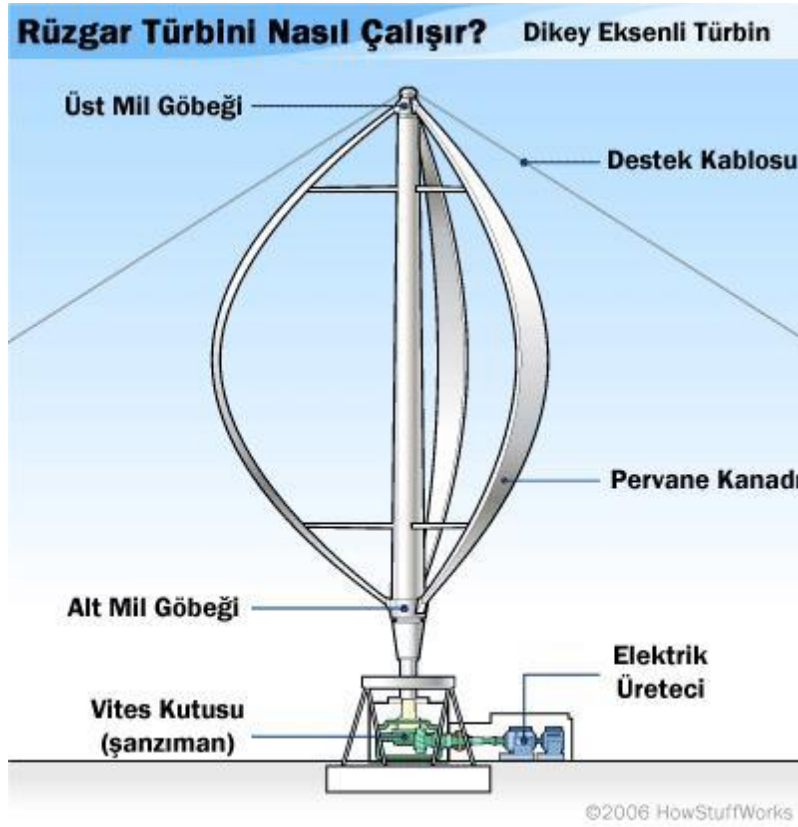 Rüzgar Türbini Nasıl Çalışır? Dikey Eksenli Türbin
Üst Mil Göbeği
Destek Kablosu
Pervane Kanadı
Alt Mil Göbeği
Elektrik
Üreteci
Vites Kutusu
(şanzıman)
©2006 HowStuffWorks